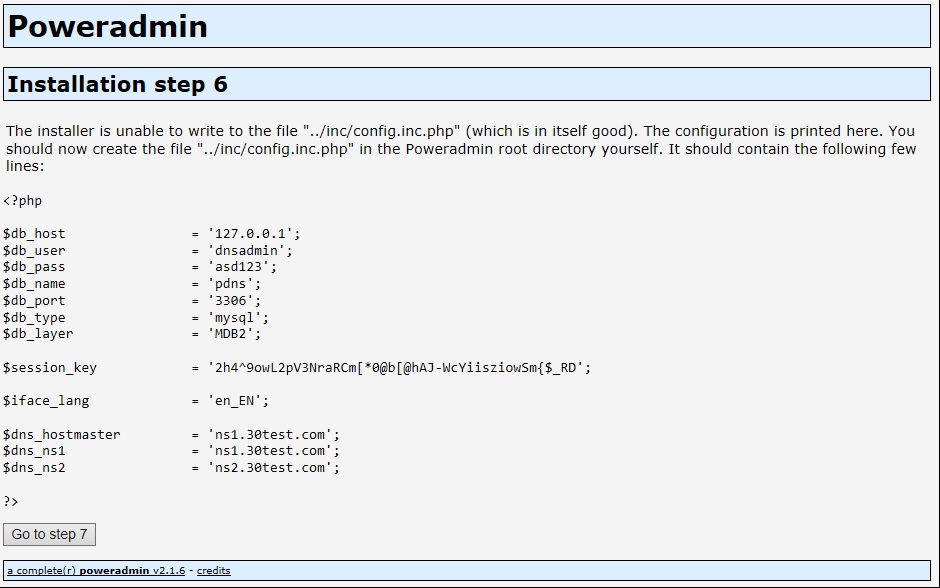 Poweradmin
Installation step 6
The installer is unable to write to the file "../inc/config.inc.php" (which is in itself good). The configuration is printed here. You
should now create the file "../inc/config.inc.php" in the Poweradmin root directory yourself. It should contain the following few
lines:
<?php
$db_host = '127.0.0.1';
$db_user = 'dnsadmin';
$db_pass = 'asd123';
$db_name = 'pdns';
$db_port = '3306';
$db_type = 'mysql';
$db_layer = 'MDB2';
$session_key = '2h4^9owL2pV3NraRCm[*0@b[@hAJ-WcYiisziowSm{$_RD';
$iface_lang = 'en_EN';
$dns_hostmaster = 'ns1.30test.com';
$dns_ns1 = 'ns1.30test.com';
$dns_ns2 = 'ns2.30test.com';
?>
Go to step 7
a complete(r) poweradmin v2.1.6 - credits